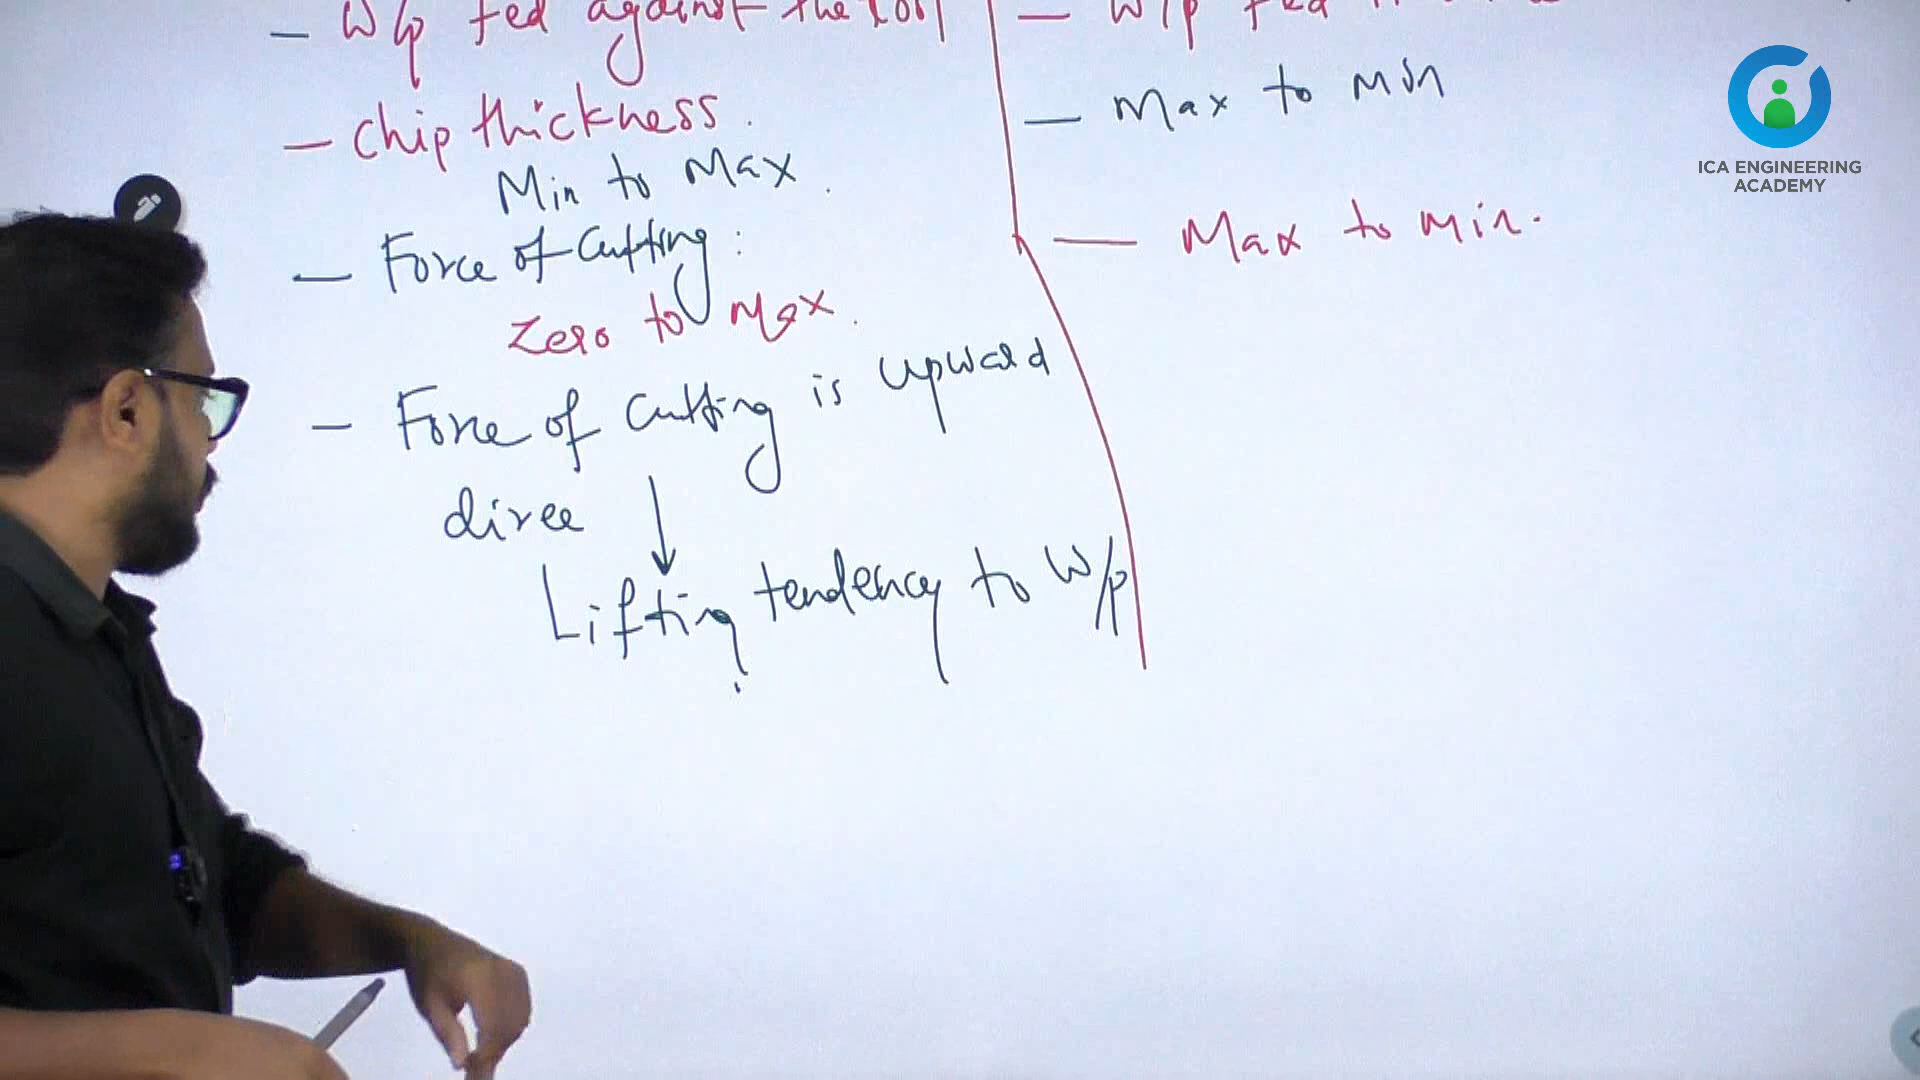 - W/p fed against the tool
- Chip thickness.
Min to Max.
- Force of Cutting:
Zero to Max.
- Force of Cutting is upward
direc
Lifting tendency to W/p
- W/p fed
- Max to Min
- Max to Min.
ICA ENGINEERING
ACADEMY